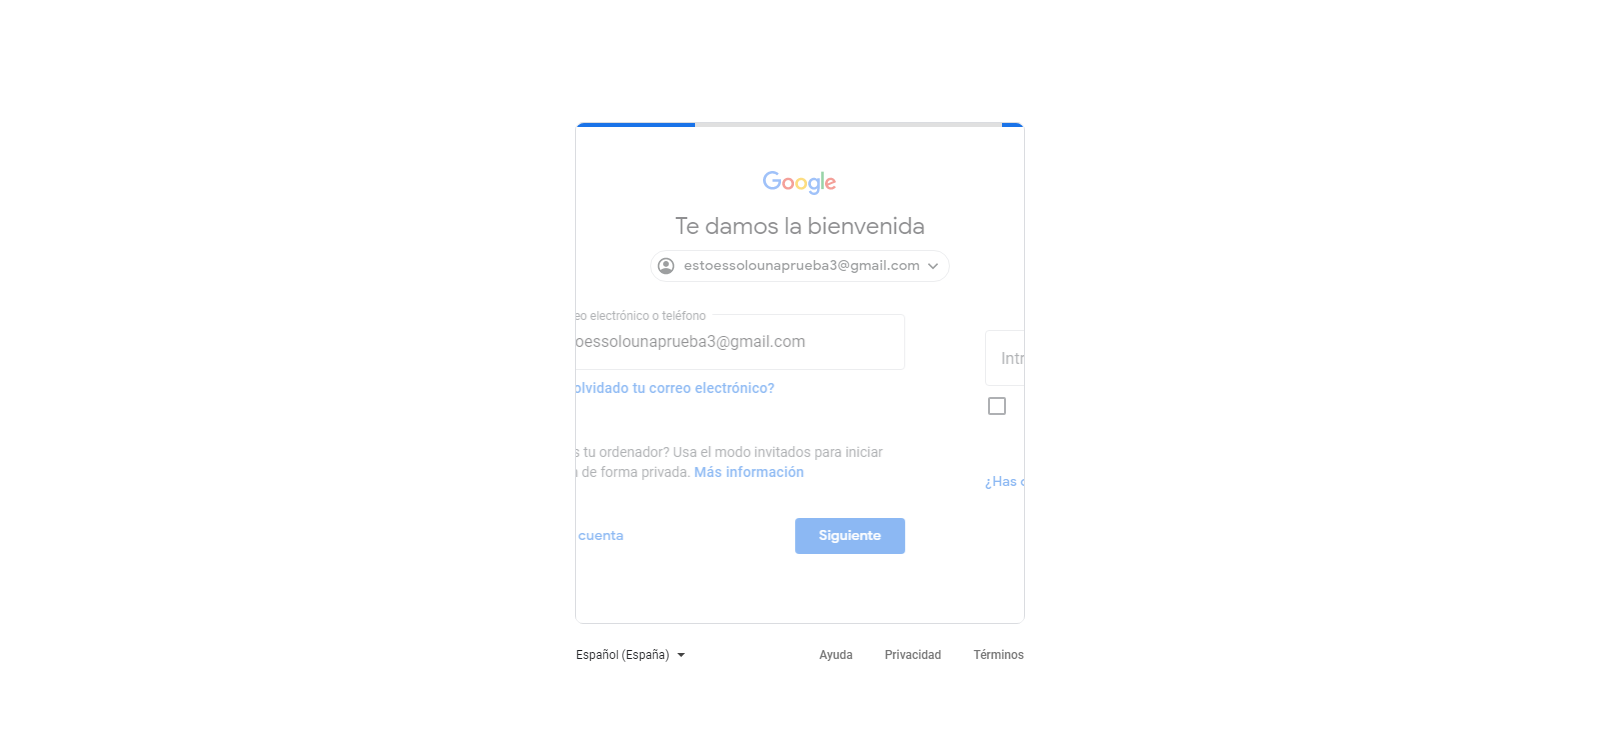 Google
Te damos la bienvenida
estoessolounaprueba3@gmail.com
electrónico o teléfono
oessolounaprueba3@gmail.com
olvidado tu correo electrónico?
tu ordenador? Usa el modo invitados para iniciar
de forma privada. Más información
¿Has
cuenta
Siguiente
Español (España)
Ayuda Privacidad Términos